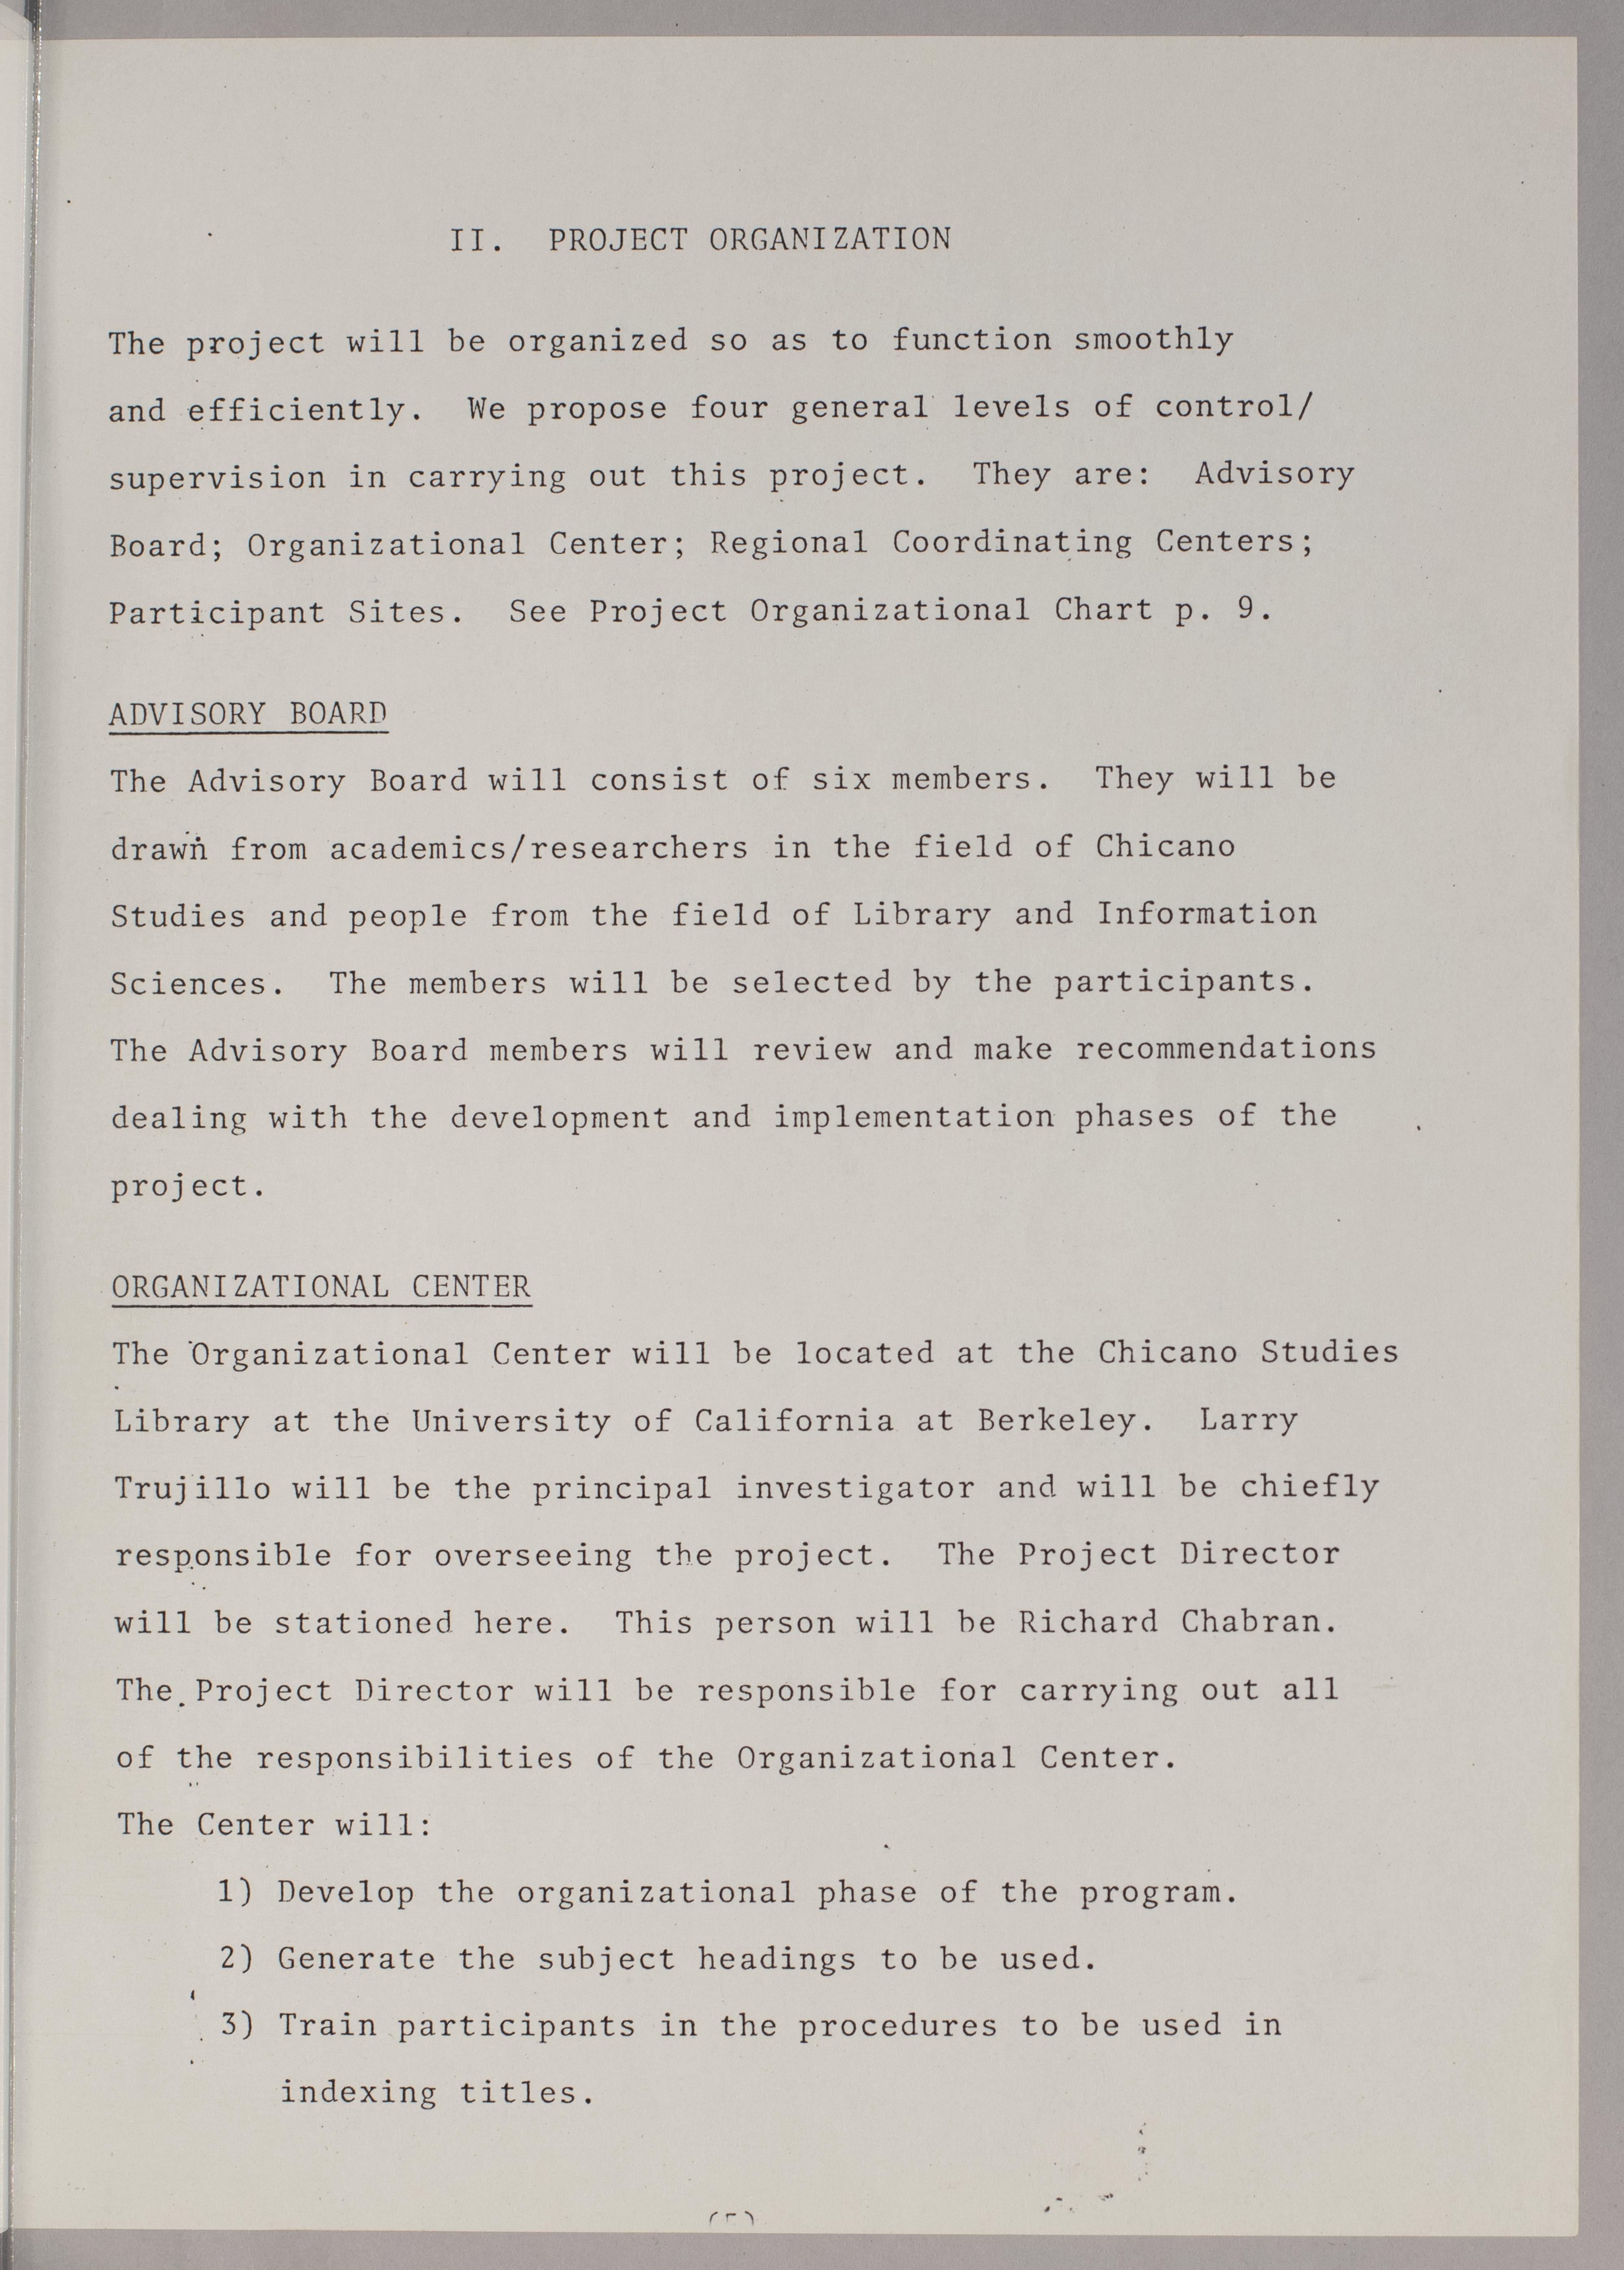 II. PROJECT ORGANIZATION
The project will be organized so as to function smoothly
and efficiently. We propose four general levels of control/
supervision in carrying out this project. They are: Advisory
Board; Organizational Center; Regional Coordinating Centers;
Participant Sites. See Project Organizational Chart p. 9.
ADVISORY BOARD
The Advisory Board will consist of six members. They will be
drawn from academics/researchers in the field of Chicano
Studies and people from the field of Library and Information
Sciences. The members will be selected by the participants.
The Advisory Board members will review and make recommendations
dealing with the development and implementation phases of the
project.
ORGANIZATIONAL CENTER
The Organizational Center will be located at the Chicano Studies
Library at the University of California at Berkeley. Larry
Trujillo will be the principal investigator and will be chiefly
responsible for overseeing the project. The Project Director
will be stationed here. This person will be Richard Chabran.
The Project Director will be responsible for carrying out all
of the responsibilities of the Organizational Center.
The Center will:
1) Develop the organizational phase of the program.
2) Generate the subject headings to be used.
3) Train participants in the procedures to be used in
indexing titles.